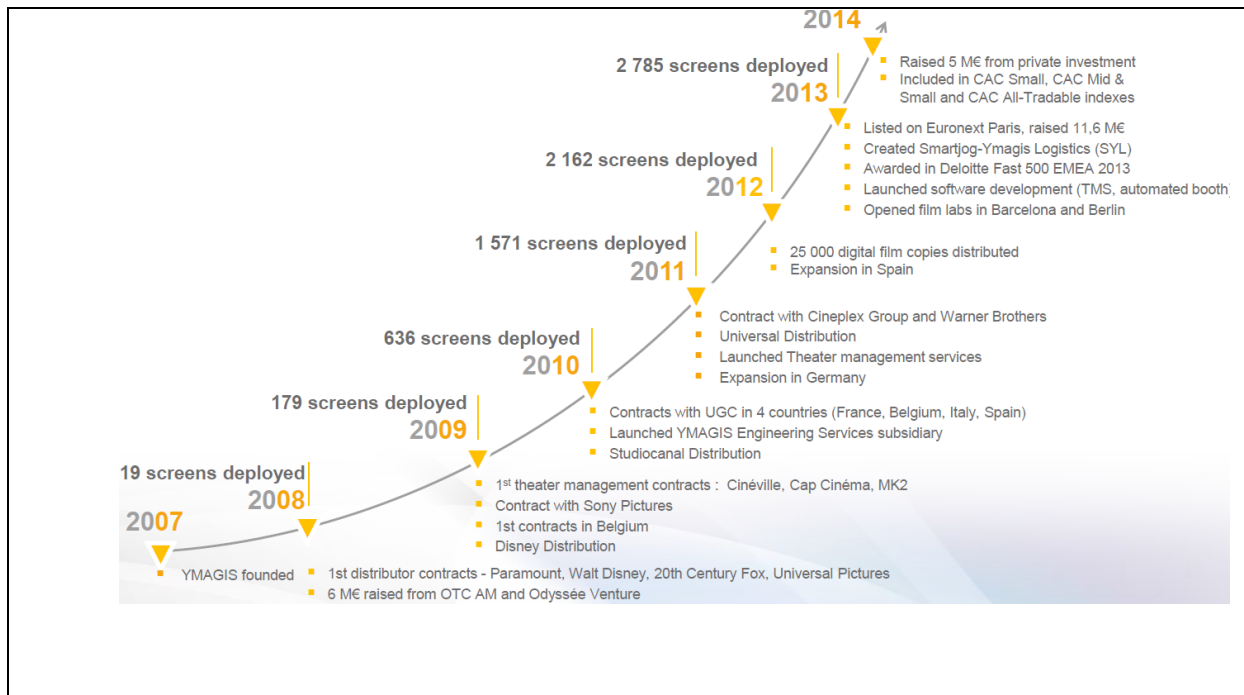 2014
Raised 5 M€ from private investment
Included in CAC Small, CAC Mid &
Small and CAC All-Tradable indexes
2 785 screens deployed
2013
Listed on Euronext Paris, raised 11,6 M€
Created Smartjog-Ymagis Logistics (SYL)
Awarded in Deloitte Fast 500 EMEA 2013
Launched software development (TMS, automated booth)
Opened film labs in Barcelona and Berlin
2 162 screens deployed
2012
25 000 digital film copies distributed
Expansion in Spain
1 571 screens deployed
2011
Contract with Cineplex Group and Warner Brothers
Universal Distribution
Launched Theater management services
Expansion in Germany
636 screens deployed
2010
Contracts with UGC in 4 countries (France, Belgium, Italy, Spain)
Launched YMAGIS Engineering Services subsidiary
Studiocanal Distribution
179 screens deployed
2009
1st theater management contracts : Cinéville, Cap Cinéma, MK2
Contract with Sony Pictures
1st contracts in Belgium
Disney Distribution
19 screens deployed
2008
1st distributor contracts - Paramount, Walt Disney, 20th Century Fox, Universal Pictures
6 M€ raised from OTC AM and Odyssée Venture
2007
YMAGIS founded